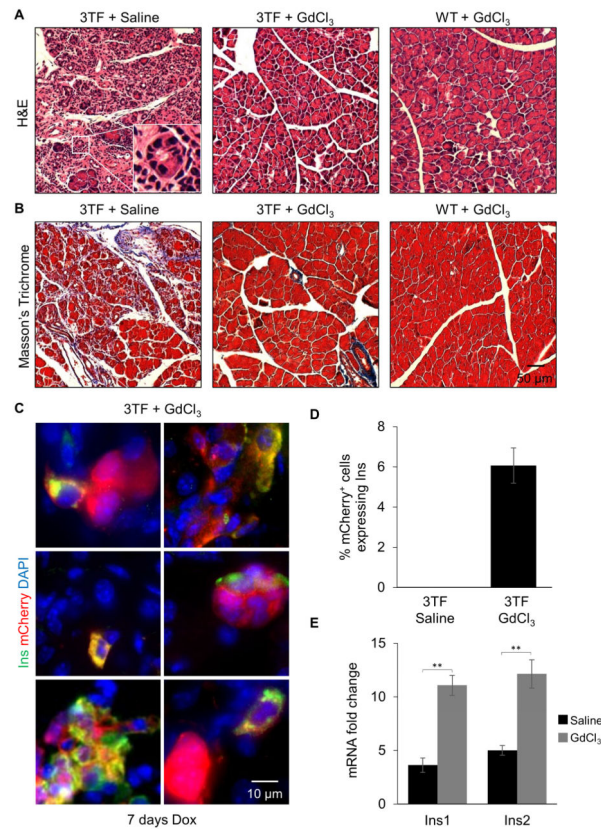 A
3TF + Saline
3TF + GdCl₃
WT + GdCl₃
H&E
B
3TF + Saline
3TF + GdCl₃
WT + GdCl₃
Masson's Trichrome
50 µm
C
3TF + GdCl₃
Ins mCherry DAPI
10 µm
7 days Dox
D
% mCherry⁺ cells
expressing Ins
8
6
4
2
0
3TF
Saline
3TF
GdCl₃
E
mRNA fold change
15
10
5
0
**
**
Ins1
Ins2
Saline
GdCl₃